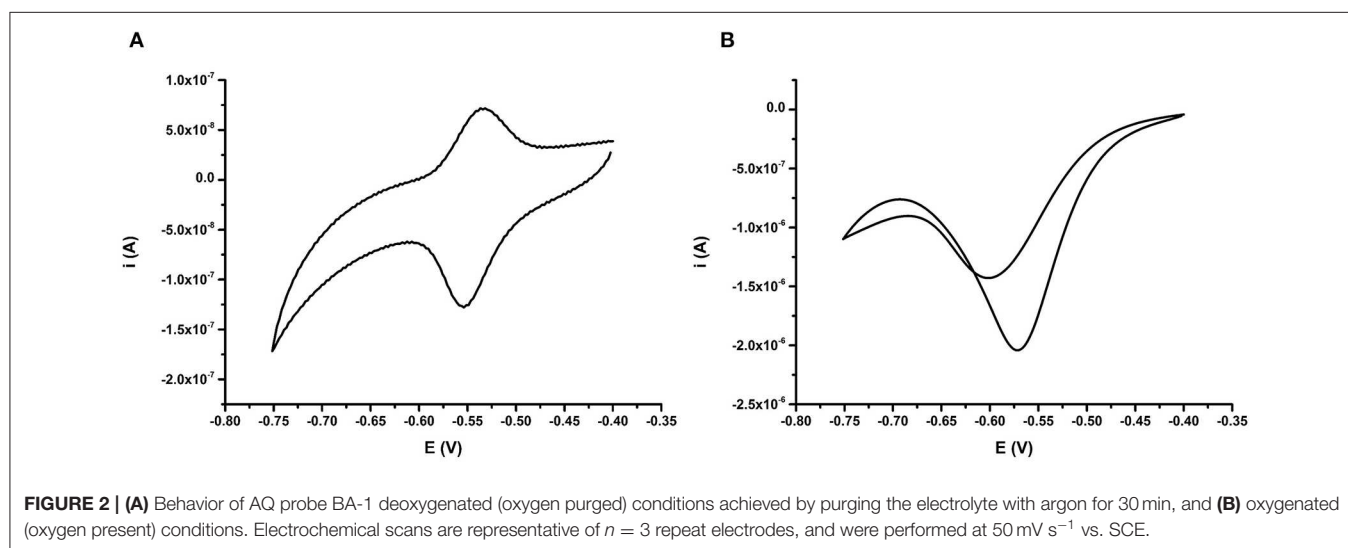 A
B
1.0x10⁻⁷
5.0x10⁻⁸
0.0
-5.0x10⁻⁸
-1.0x10⁻⁷
-1.5x10⁻⁷
-2.0x10⁻⁷
i (A)
-0.80 -0.75 -0.70 -0.65 -0.60 -0.55 -0.50 -0.45 -0.40 -0.35
E (V)
0.0
-5.0x10⁻⁷
-1.0x10⁻⁶
-1.5x10⁻⁶
-2.0x10⁻⁶
-2.5x10⁻⁶
i (A)
-0.80 -0.75 -0.70 -0.65 -0.60 -0.55 -0.50 -0.45 -0.40 -0.35
E (V)
FIGURE 2 | (A) Behavior of AQ probe BA-1 deoxygenated (oxygen purged) conditions achieved by purging the electrolyte with argon for 30 min, and (B) oxygenated
(oxygen present) conditions. Electrochemical scans are representative of n = 3 repeat electrodes, and were performed at 50 mV s⁻¹ vs. SCE.